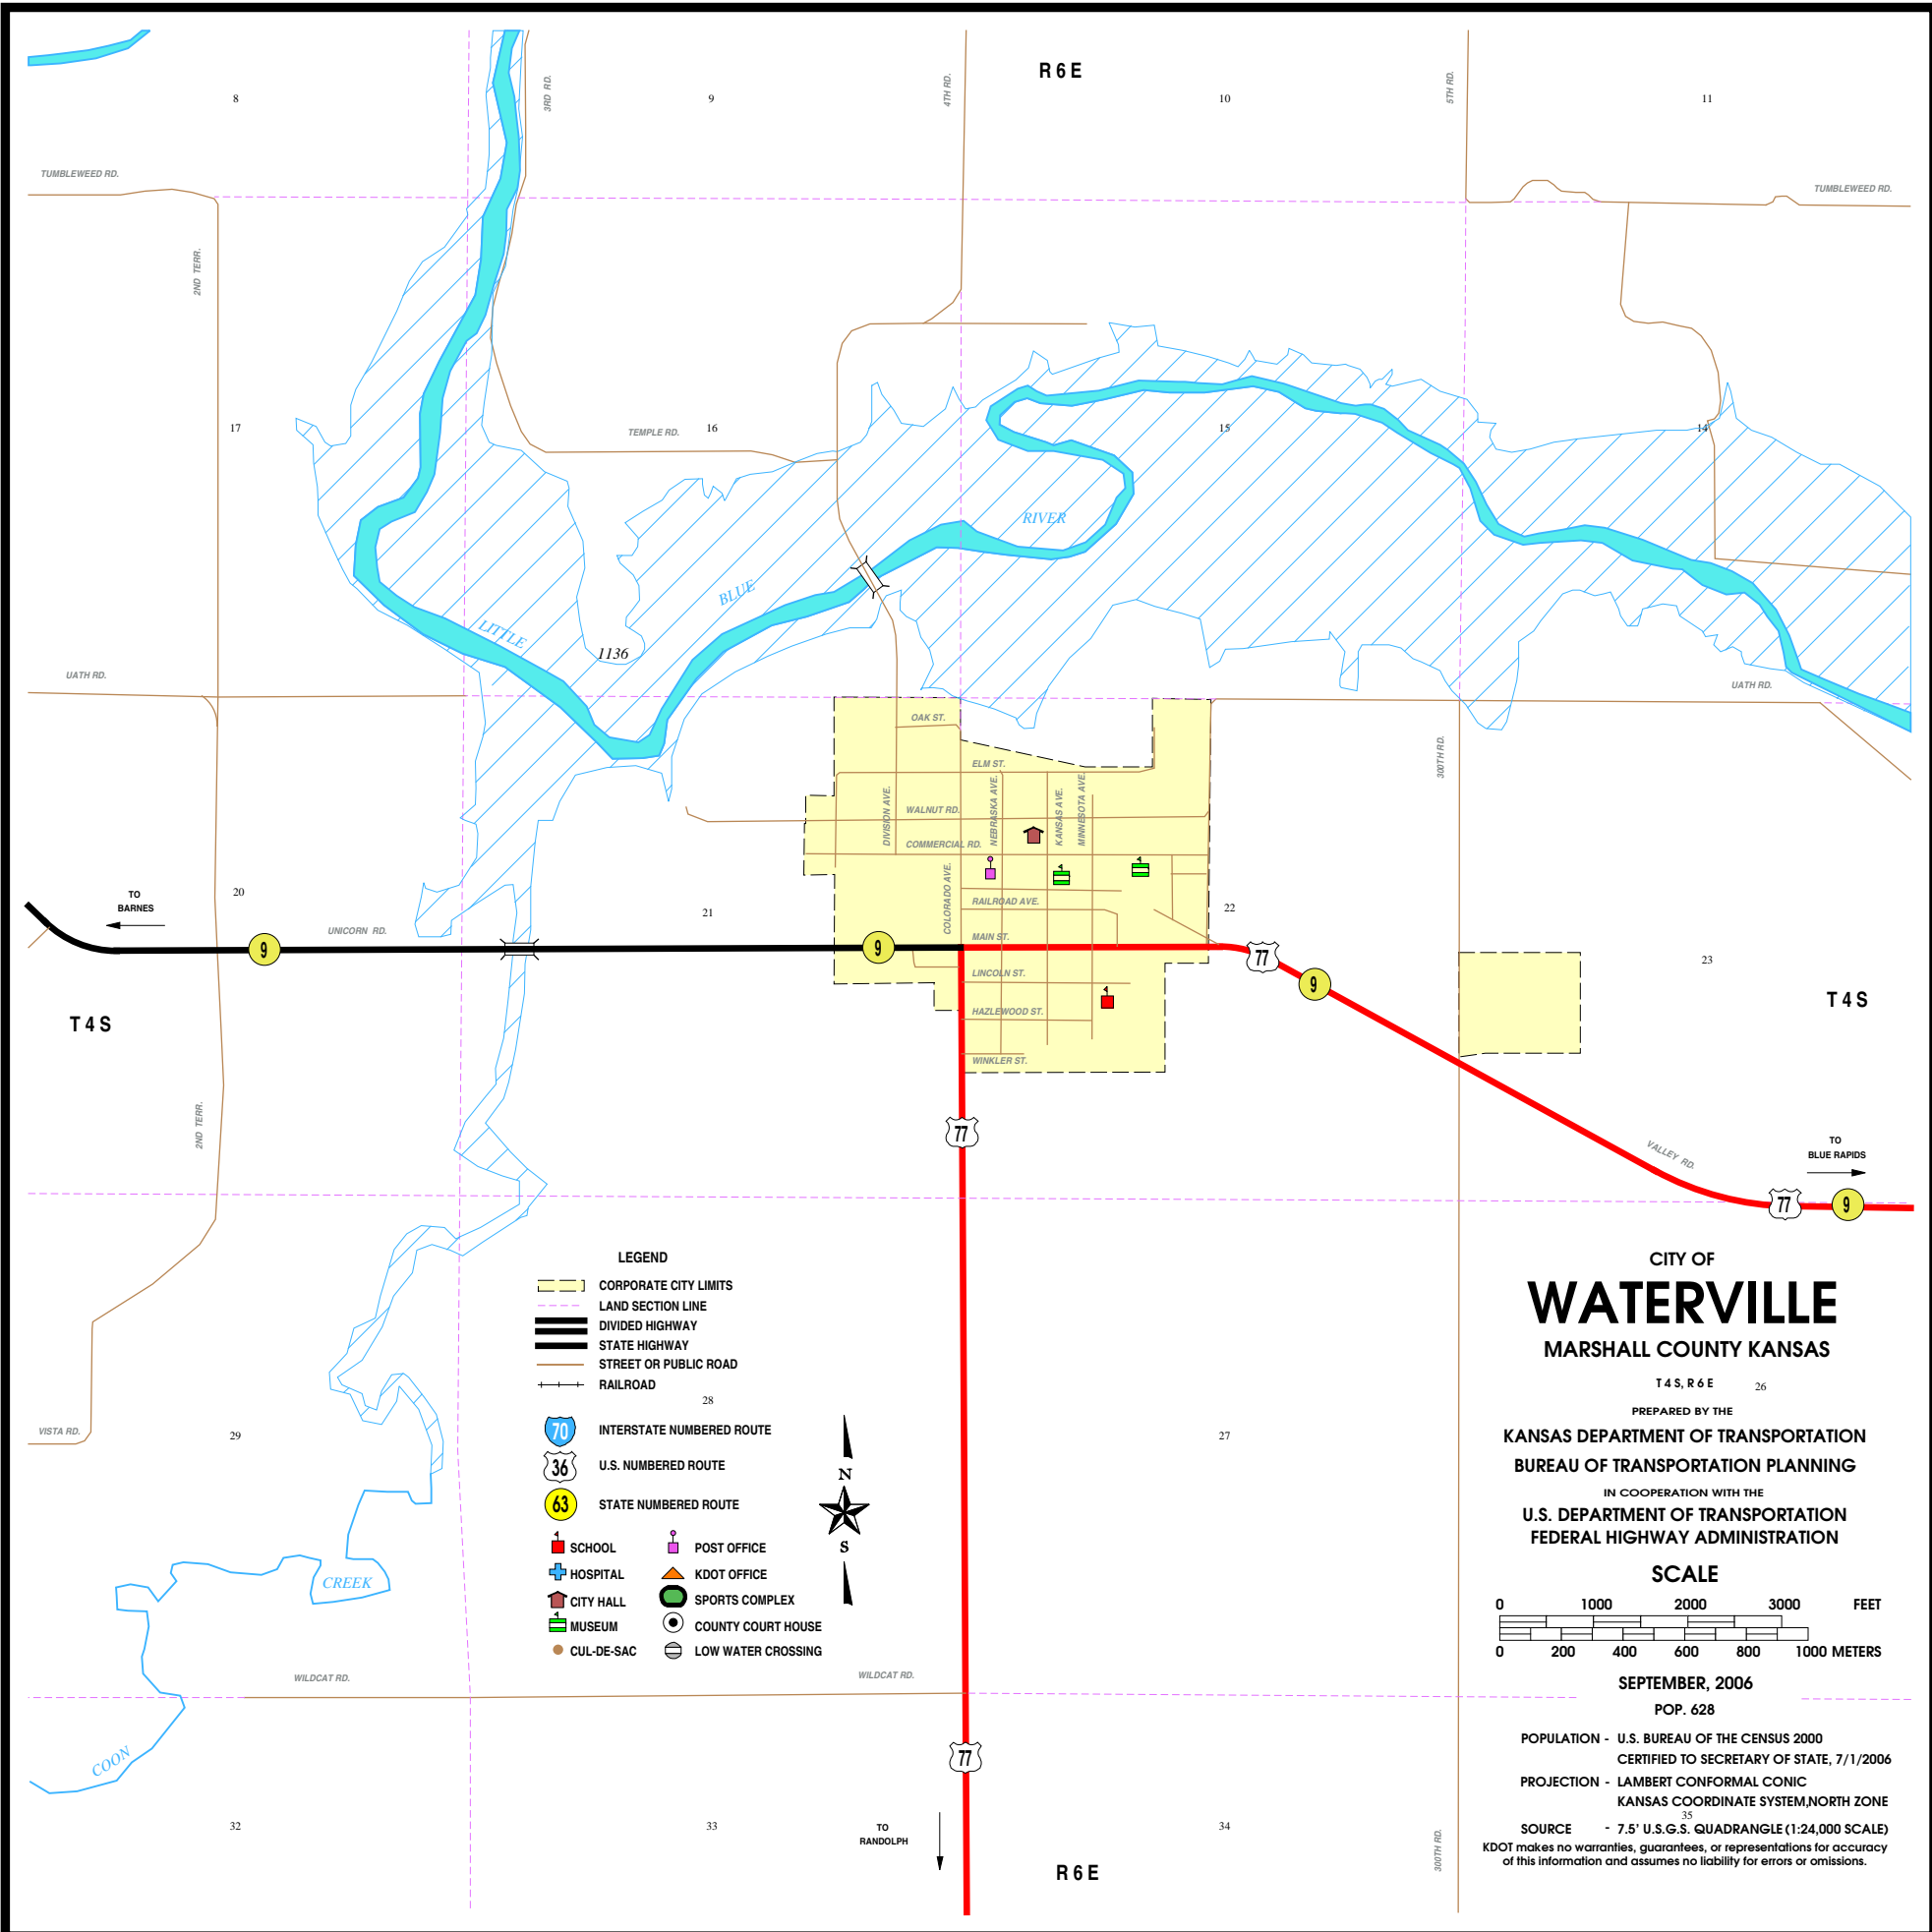 R 6 E
8
3RD RD.
9
4TH RD.
10
5TH RD.
11
TUMBLEWEED RD.
TUMBLEWEED RD.
2ND TERR.
17
TEMPLE RD.
16
15
14
RIVER
BLUE
LITTLE
1136
UATH RD.
UATH RD.
OAK ST.
ELM ST.
300TH RD.
DIVISION AVE.
NEBRASKA AVE.
KANSAS AVE.
MINNESOTA AVE.
WALNUT RD.
COMMERCIAL RD.
COLORADO AVE.
RAILROAD AVE.
TO
BARNES
20
21
22
UNICORN RD.
MAIN ST.
9
9
77
9
23
LINCOLN ST.
HAZLEWOOD ST.
WINKLER ST.
T 4 S
T 4 S
2ND TERR.
77
VALLEY RD.
TO
BLUE RAPIDS
77
9
LEGEND
CORPORATE CITY LIMITS
LAND SECTION LINE
DIVIDED HIGHWAY
STATE HIGHWAY
STREET OR PUBLIC ROAD
RAILROAD
28
70 INTERSTATE NUMBERED ROUTE
36 U.S. NUMBERED ROUTE
63 STATE NUMBERED ROUTE
SCHOOL
POST OFFICE
HOSPITAL
KDOT OFFICE
CITY HALL
SPORTS COMPLEX
MUSEUM
COUNTY COURT HOUSE
CUL-DE-SAC
LOW WATER CROSSING
N
S
VISTA RD.
29
27
CREEK
COON
WILDCAT RD.
WILDCAT RD.
77
32
33
TO
RANDOLPH
34
R 6 E
300TH RD.
CITY OF
WATERVILLE
MARSHALL COUNTY KANSAS
T 4 S, R 6 E
26
PREPARED BY THE
KANSAS DEPARTMENT OF TRANSPORTATION
BUREAU OF TRANSPORTATION PLANNING
IN COOPERATION WITH THE
U.S. DEPARTMENT OF TRANSPORTATION
FEDERAL HIGHWAY ADMINISTRATION
SCALE
0 1000 2000 3000 FEET
0 200 400 600 800 1000 METERS
SEPTEMBER, 2006
POP. 628
POPULATION - U.S. BUREAU OF THE CENSUS 2000
CERTIFIED TO SECRETARY OF STATE, 7/1/2006
PROJECTION - LAMBERT CONFORMAL CONIC
KANSAS COORDINATE SYSTEM,NORTH ZONE
35
SOURCE - 7.5' U.S.G.S. QUADRANGLE (1:24,000 SCALE)
KDOT makes no warranties, guarantees, or representations for accuracy
of this information and assumes no liability for errors or omissions.